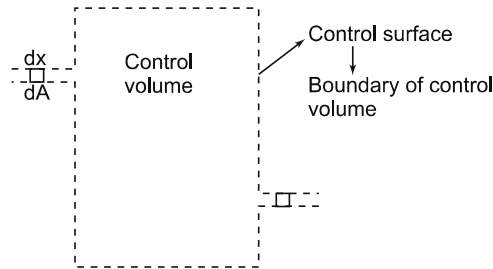 dx
dA
Control
volume
Control surface
Boundary of control
volume